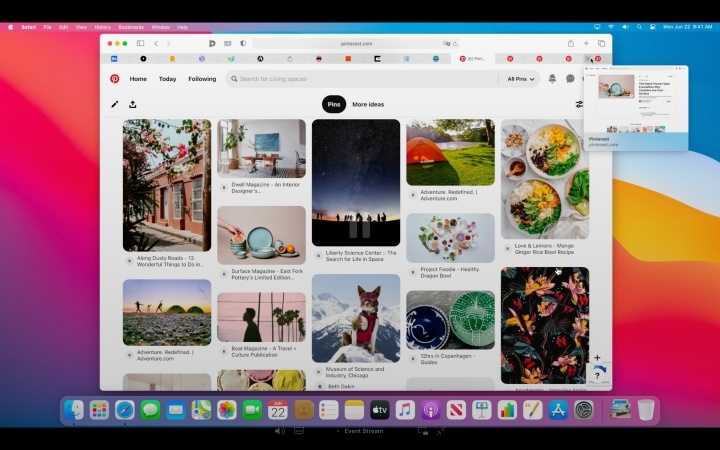 Safari File Edit View History Bookmarks Window Help
Mon Jun 22 9:41 AM
pinterest.com
(6) Pin...
Home Today Following
Search for Living spaces
All Pins
Pins More ideas
Pinterest
pinterest.com
Along Dusty Roads - 13
Wonderful Things to Do in...
Adventure. Redefined. |
Adventure.com
Dwell Magazine - An Interior
Designer's...
Surface Magazine - East Fork
Pottery's Limited Edition...
Boat Magazine - A Travel +
Culture Publication
Liberty Science Center :: The
Search for Life in Space
Museum of Science and
Industry, Chicago
Beth Dakin
Adventure. Redefined. |
Adventure.com
Project Foodie - Healthy
Dragon Bowl
12hrs in Copenhagen -
Guides
Love & Lemons - Mango
Ginger Rice Bowl Recipe
?
JUN
22
tv
Event Stream